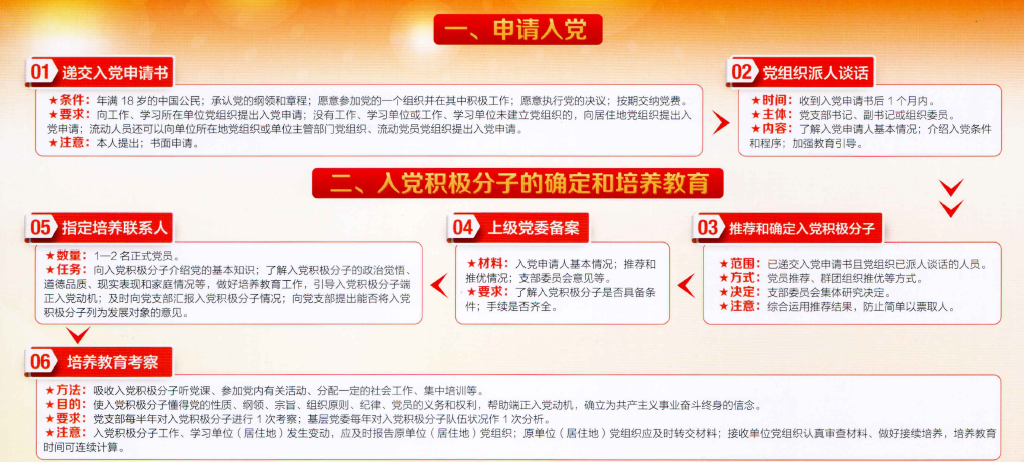 一、申请入党
01 递交入党申请书
★条件：年满 18 岁的中国公民；承认党的纲领和章程；愿意参加党的一个组织并在其中积极工作；愿意执行党的决议；按期交纳党费。
★要求：向工作、学习所在单位党组织提出入党申请；没有工作、学习单位或工作、学习单位未建立党组织的，向居住地党组织提出入
党申请；流动人员还可以向单位所在地党组织或单位主管部门党组织、流动党员党组织提出入党申请。
★注意：本人提出；书面申请。
02 党组织派人谈话
★时间：收到入党申请书后 1 个月内。
★主体：党支部书记、副书记或组织委员。
★内容：了解入党申请人基本情况；介绍入党条件
和程序；加强教育引导。
二、入党积极分子的确定和培养教育
03 推荐和确定入党积极分子
★范围：已递交入党申请书且党组织已派人谈话的人员。
★方式：党员推荐、群团组织推优等方式。
★决定：支部委员会集体研究决定。
★注意：综合运用推荐结果，防止简单以票取人。
04 上级党委备案
★材料：入党申请人基本情况；推荐和
推优情况；支部委员会意见等。
★要求：了解入党积极分子是否具备条
件；手续是否齐全。
05 指定培养联系人
★数量：1—2 名正式党员。
★任务：向入党积极分子介绍党的基本知识；了解入党积极分子的政治觉悟、
道德品质、现实表现和家庭情况等，做好培养教育工作，引导入党积极分子端
正入党动机；及时向党支部汇报入党积极分子情况；向党支部提出能否将入党
积极分子列为发展对象的意见。
06 培养教育考察
★方法：吸收入党积极分子听党课、参加党内有关活动、分配一定的社会工作、集中培训等。
★目的：使入党积极分子懂得党的性质、纲领、宗旨、组织原则、纪律、党员的义务和权利，帮助端正入党动机，确立为共产主义事业奋斗终身的信念。
★要求：党支部每半年对入党积极分子进行 1 次考察；基层党委每年对入党积极分子队伍状况作 1 次分析。
★注意：入党积极分子工作、学习单位（居住地）发生变动，应及时报告原单位（居住地）党组织；原单位（居住地）党组织应及时转交材料；接收单位党组织认真审查材料、做好接续培养，培养教育
时间可连续计算。